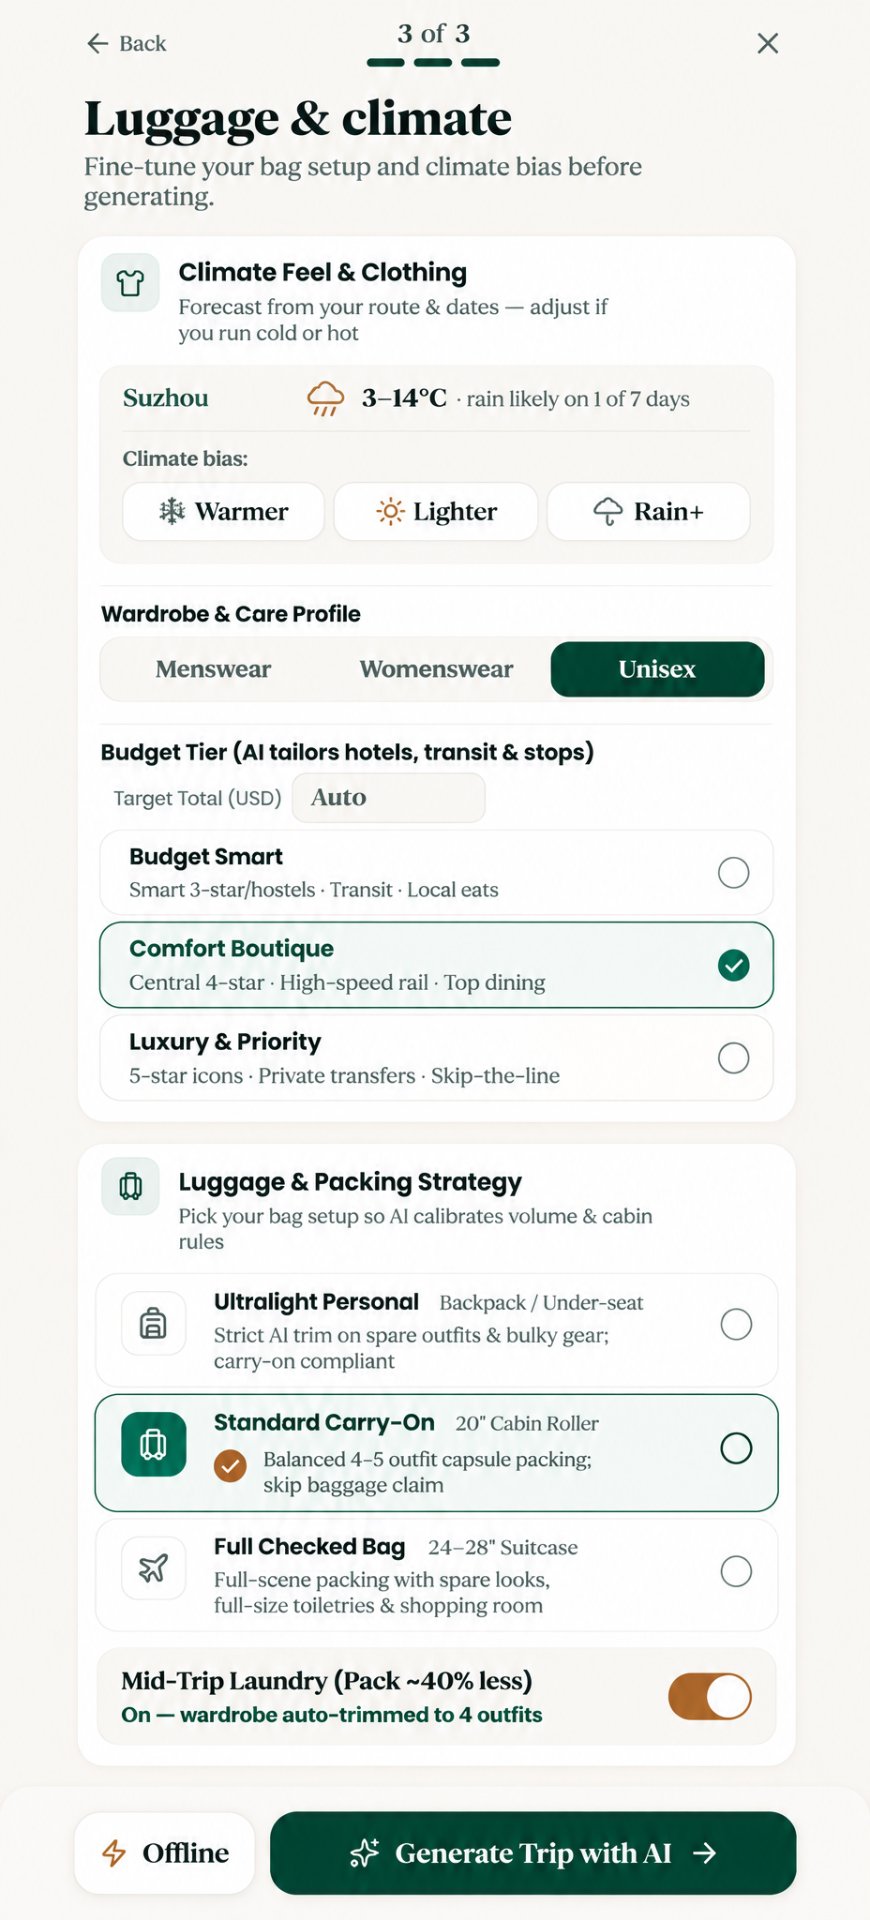 Back
3 of 3
Luggage & climate
Fine-tune your bag setup and climate bias before
generating.
Climate Feel & Clothing
Forecast from your route & dates — adjust if
you run cold or hot
Suzhou 3–14°C · rain likely on 1 of 7 days
Climate bias:
Warmer Lighter Rain+
Wardrobe & Care Profile
Menswear Womenswear Unisex
Budget Tier (AI tailors hotels, transit & stops)
Target Total (USD) Auto
Budget Smart
Smart 3-star/hostels · Transit · Local eats
Comfort Boutique
Central 4-star · High-speed rail · Top dining
Luxury & Priority
5-star icons · Private transfers · Skip-the-line
Luggage & Packing Strategy
Pick your bag setup so AI calibrates volume & cabin
rules
Ultralight Personal Backpack / Under-seat
Strict AI trim on spare outfits & bulky gear;
carry-on compliant
Standard Carry-On 20" Cabin Roller
Balanced 4-5 outfit capsule packing;
skip baggage claim
Full Checked Bag 24–28" Suitcase
Full-scene packing with spare looks,
full-size toiletries & shopping room
Mid-Trip Laundry (Pack ~40% less)
On — wardrobe auto-trimmed to 4 outfits
Offline Generate Trip with AI →